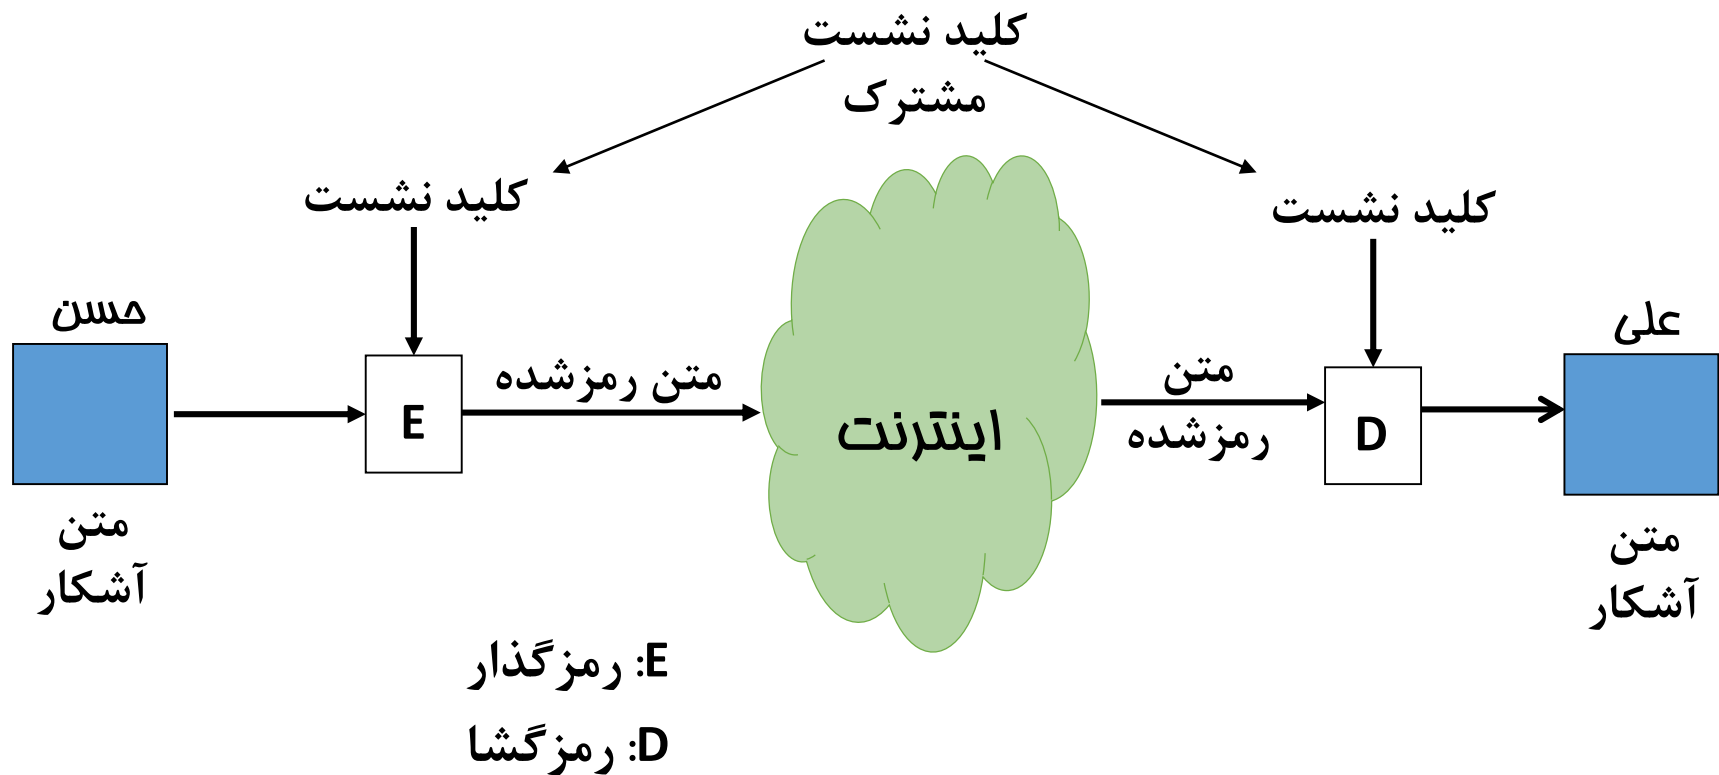 کلید نشست
مشترک
کلید نشست
کلید نشست
حسن
علی
متن رمزشده
متن
رمزشده
E
D
اینترنت
متن
آشکار
متن
آشکار
E: رمزگذار
D: رمزگشا